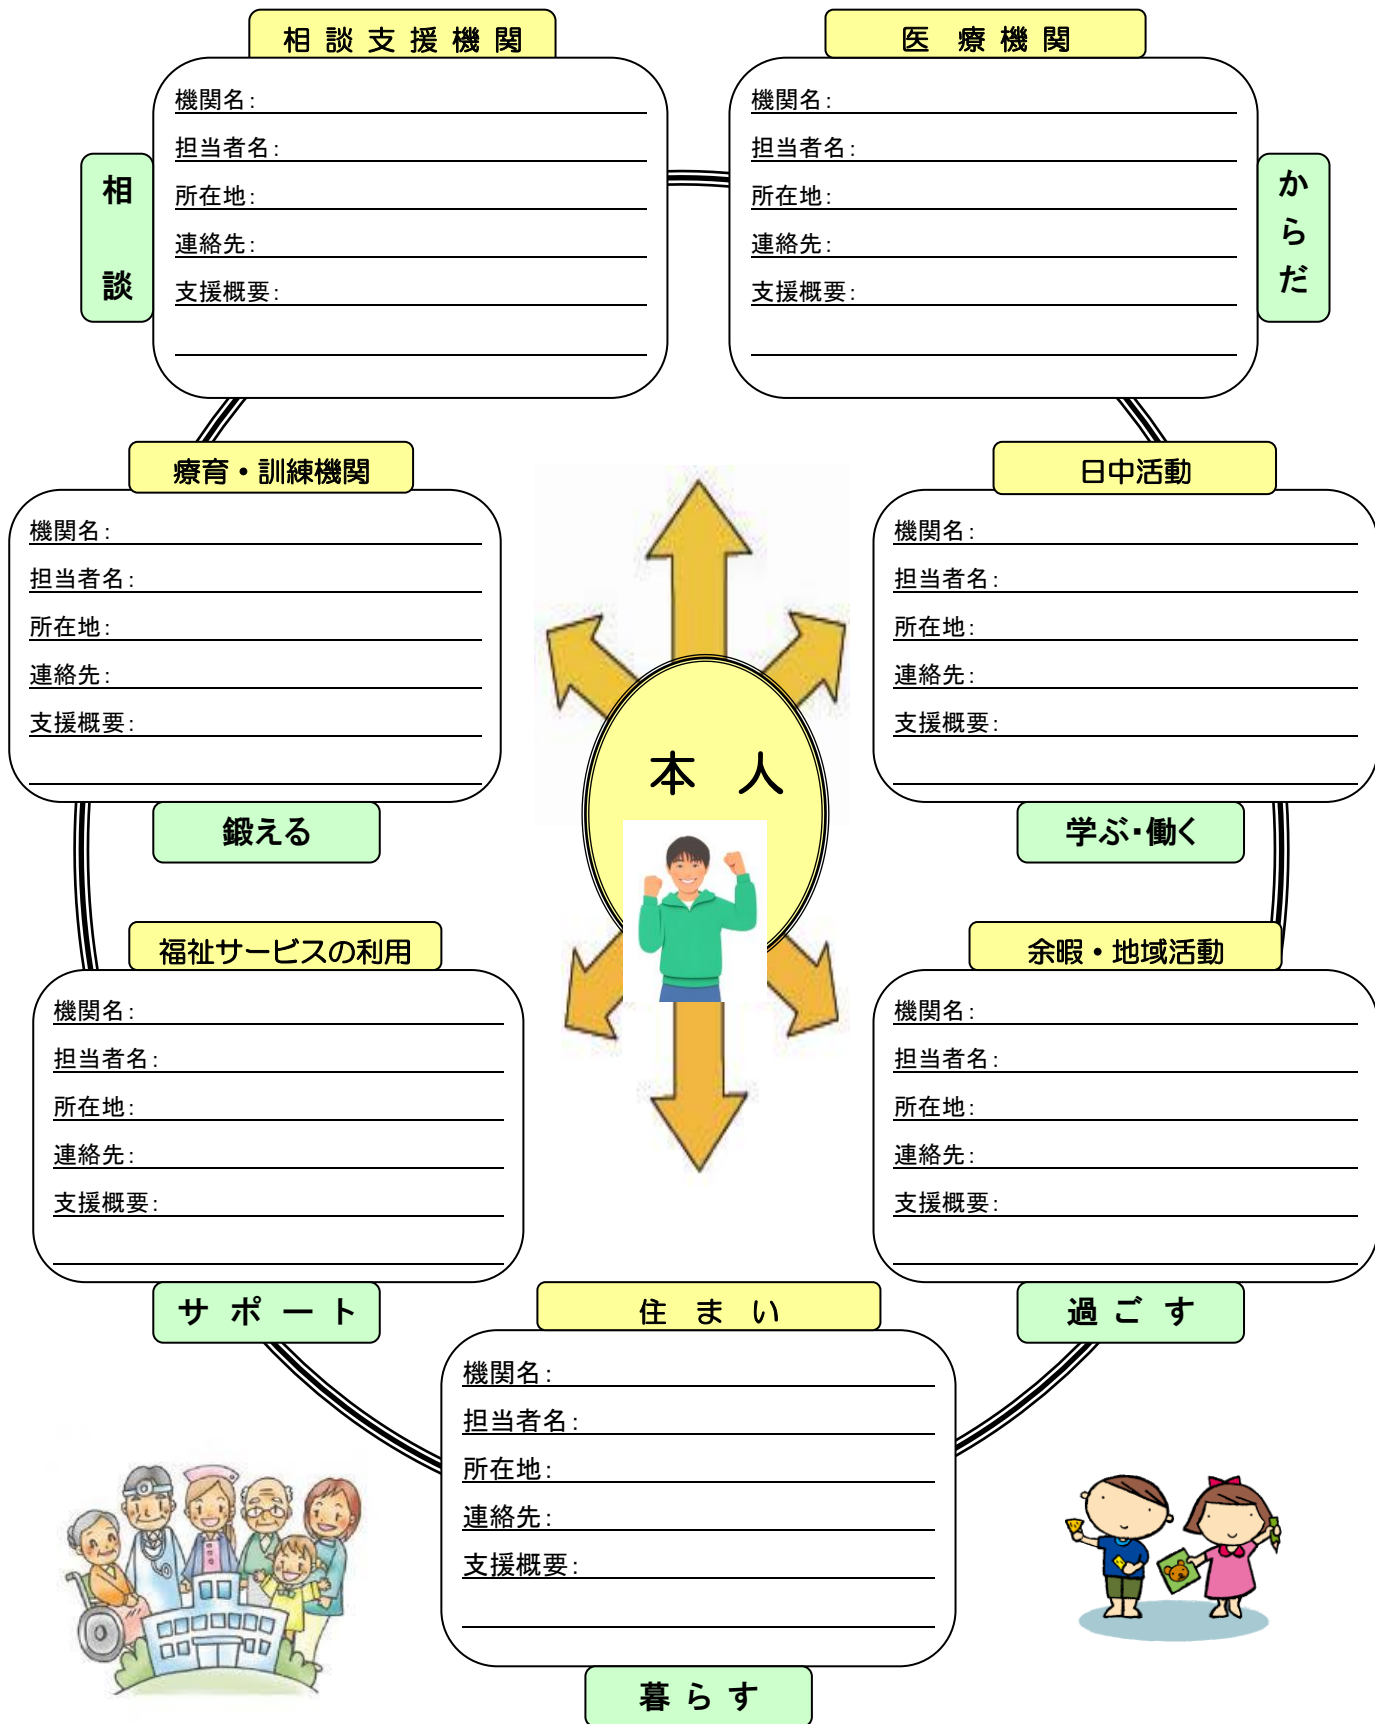 相談支援機関
機関名：
担当者名：
所在地：
連絡先：
支援概要：
相談
医 療機関
機関名：
担当者名：
所在地：
連絡先：
支援概要：
からだ
療育・訓練機関
機関名：
担当者名：
所在地：
連絡先：
支援概要：
鍛える
日中活動
機関名：
担当者名：
所在地：
連絡先：
支援概要：
学ぶ・働く
本 人
福祉サービスの利用
機関名：
担当者名：
所在地：
連絡先：
支援概要：
サポート
余暇・地域活動
機関名：
担当者名：
所在地：
連絡先：
支援概要：
過ごす
住まい
機関名：
担当者名：
所在地：
連絡先：
支援概要：
暮らす